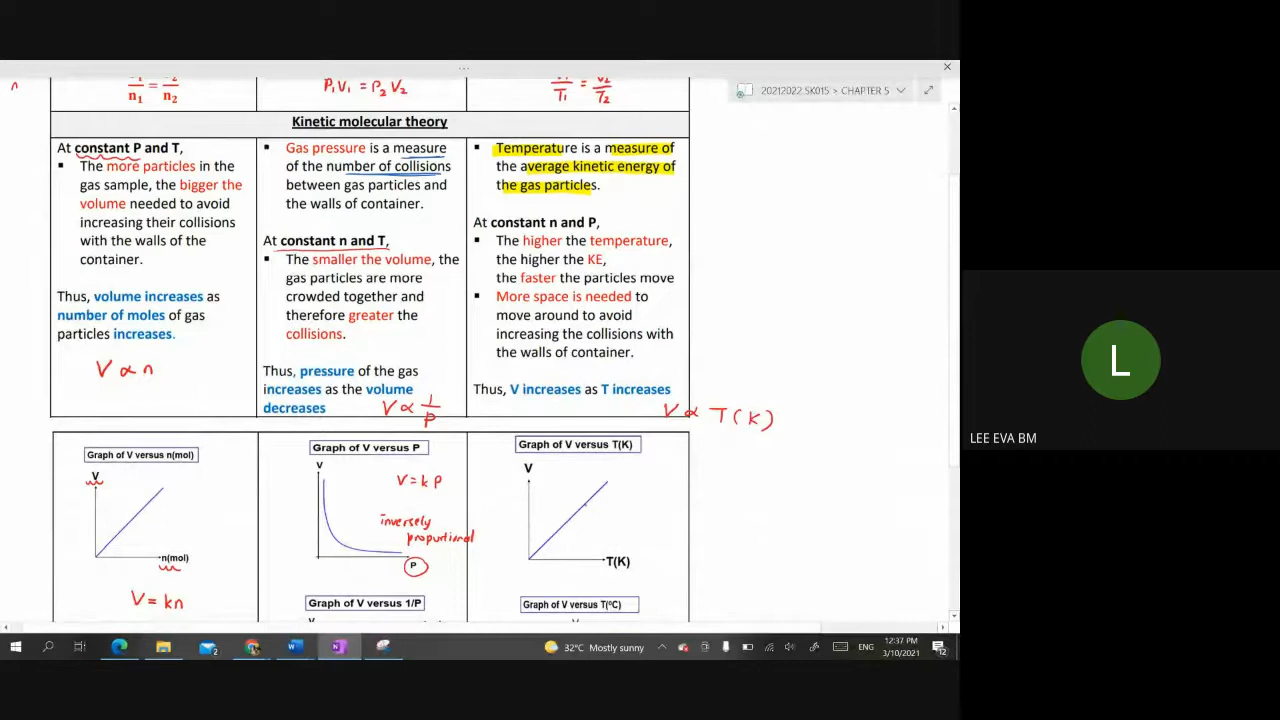 n
n₁ = n₂
P₁V₁ = P₂V₂
T₁ = V₂
T₂
20212022.SK015 > CHAPTER 5
Kinetic molecular theory
At constant P and T,
▪ The more particles in the
gas sample, the bigger the
volume needed to avoid
increasing their collisions
with the walls of the
container.
Thus, volume increases as
number of moles of gas
particles increases.
V ∝ n
▪ Gas pressure is a measure
of the number of collisions
between gas particles and
the walls of container.
At constant n and T,
▪ The smaller the volume, the
gas particles are more
crowded together and
therefore greater the
collisions.
Thus, pressure of the gas
increases as the volume
decreases
V ∝ 1/P
▪ Temperature is a measure of
the average kinetic energy of
the gas particles.
At constant n and P,
▪ The higher the temperature,
the higher the KE,
the faster the particles move
▪ More space is needed to
move around to avoid
increasing the collisions with
the walls of container.
Thus, V increases as T increases
V ∝ T(K)
Graph of V versus n(mol)
V
n(mol)
V = kn
Graph of V versus P
V
V = k P
inversely
proportional
P
Graph of V versus 1/P
V
Graph of V versus T(K)
V
T(K)
Graph of V versus T(⁰C)
V
L
LEE EVA BM
2
32°C Mostly sunny
ENG
12:37 PM
3/10/2021
12